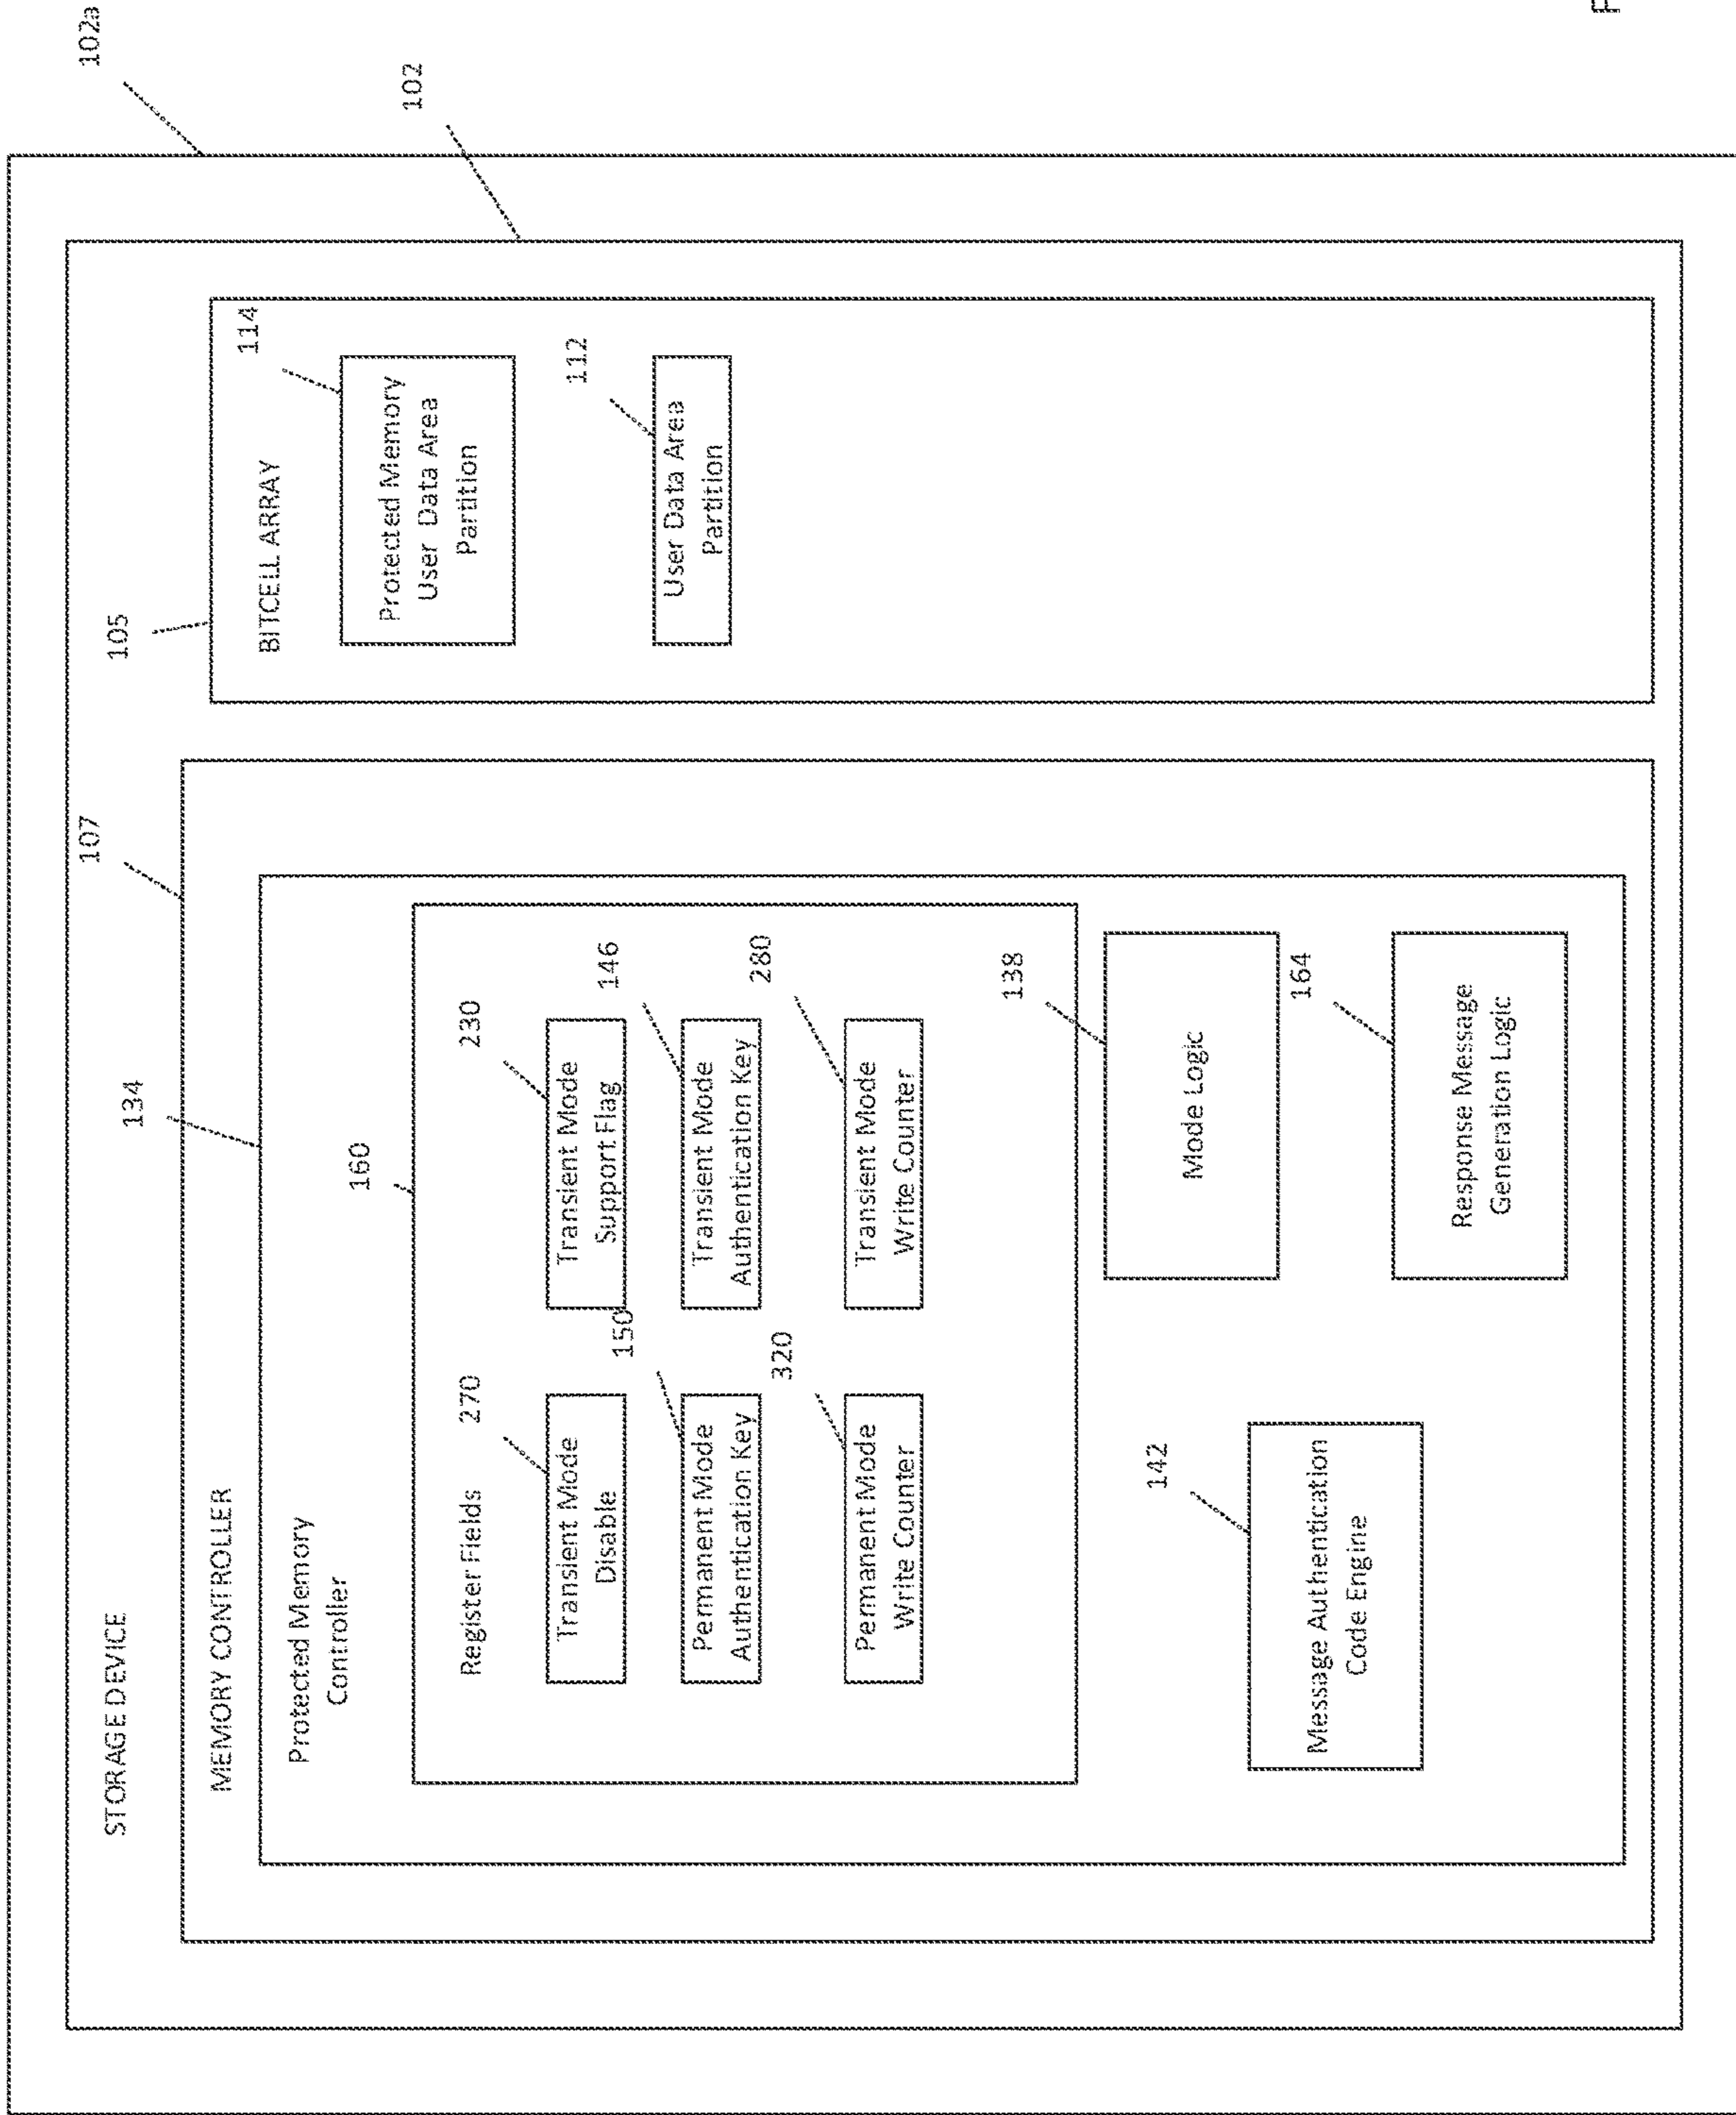 102a
102
STORAGE DEVICE
107
105
MEMORY CONTROLLER
134
BITCELL ARRAY
114
Protected Memory
Controller
160
Protected Memory
User Data Area
Partition
Register Fields
270
230
Transient Mode
Disable
Transient Mode
Support Flag
150
146
112
Permanent Mode
Authentication Key
Transient Mode
Authentication Key
User Data Area
Partition
320
280
Permanent Mode
Write Counter
Transient Mode
Write Counter
138
Mode Logic
142
Message Authentication
Code Engine
164
Response Message
Generation Logic